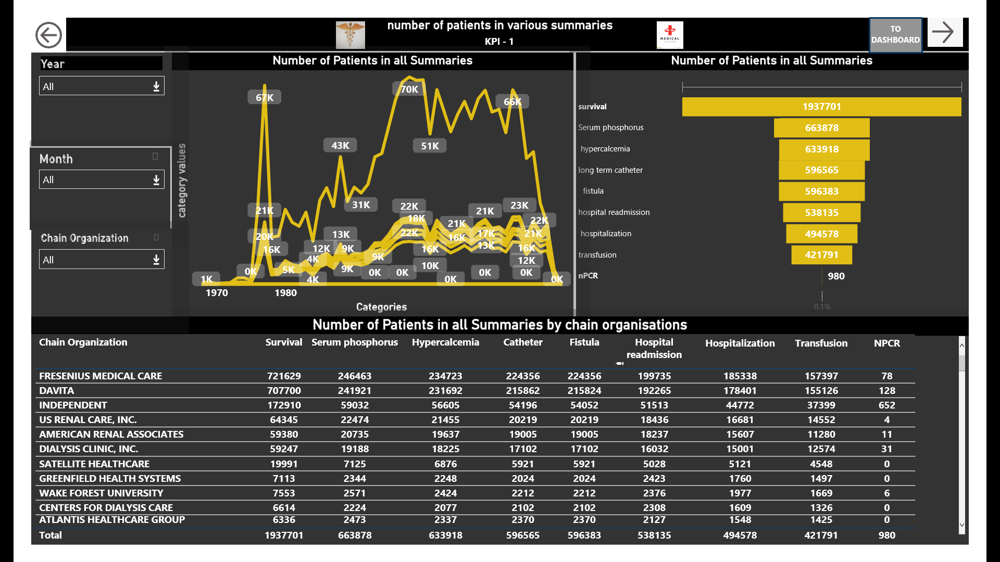 number of patients in various summaries
KPI - 1
MEDICAL
CENTER
TO
DASHBOARD
Year
All
Month
All
Chain Organization
All
Number of Patients in all Summaries
category values
67K
70K
66K
43K
51K
31K
21K
22K
23K
21K
18K
21K
22K
20K
13K
22K
17K
21K
16K
16K
12K
9K
16K
13K
16K
4K
9K
12K
5K
9K
10K
0K
0K
0K
0K
0K
1K
4K
0K
0K
1970
1980
Categories
Number of Patients in all Summaries
survival 1937701
Serum phosphorus 663878
hypercalcemia 633918
long term catheter 596565
fistula 596383
hospital readmission 538135
hospitalization 494578
transfusion 421791
nPCR 980
0.1%
Number of Patients in all Summaries by chain organisations
Chain Organization Survival Serum phosphorus Hypercalcemia Catheter Fistula Hospital readmission Hospitalization Transfusion NPCR
FRESENIUS MEDICAL CARE 721629 246463 234723 224356 224356 199735 185338 157397 78
DAVITA 707700 241921 231692 215862 215824 192265 178401 155126 128
INDEPENDENT 172910 59032 56605 54196 54052 51513 44772 37399 652
US RENAL CARE, INC. 64345 22474 21455 20219 20219 18436 16681 14552 4
AMERICAN RENAL ASSOCIATES 59380 20735 19637 19005 19005 18237 15607 11280 11
DIALYSIS CLINIC, INC. 59247 19188 18225 17102 17102 16032 15001 12574 31
SATELLITE HEALTHCARE 19991 7125 6876 5921 5921 5028 5121 4548 0
GREENFIELD HEALTH SYSTEMS 7113 2344 2248 2024 2024 2423 1760 1497 0
WAKE FOREST UNIVERSITY 7553 2571 2424 2212 2212 2376 1977 1669 6
CENTERS FOR DIALYSIS CARE 6614 2224 2077 2102 2102 2308 1609 1326 0
ATLANTIS HEALTHCARE GROUP 6336 2473 2337 2370 2370 2127 1548 1425 0
Total 1937701 663878 633918 596565 596383 538135 494578 421791 980